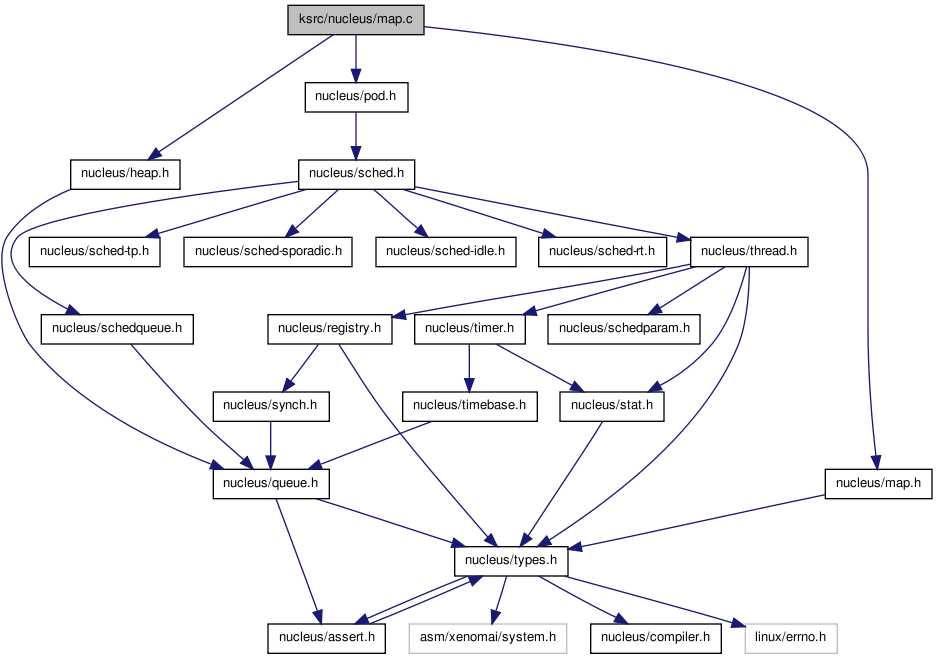 ksrc/nucleus/map.c
nucleus/pod.h
nucleus/heap.h
nucleus/sched.h
nucleus/sched-tp.h
nucleus/sched-sporadic.h
nucleus/sched-idle.h
nucleus/sched-rt.h
nucleus/thread.h
nucleus/schedqueue.h
nucleus/registry.h
nucleus/timer.h
nucleus/schedparam.h
nucleus/synch.h
nucleus/timebase.h
nucleus/stat.h
nucleus/queue.h
nucleus/map.h
nucleus/types.h
nucleus/assert.h
asm/xenomai/system.h
nucleus/compiler.h
linux/errno.h